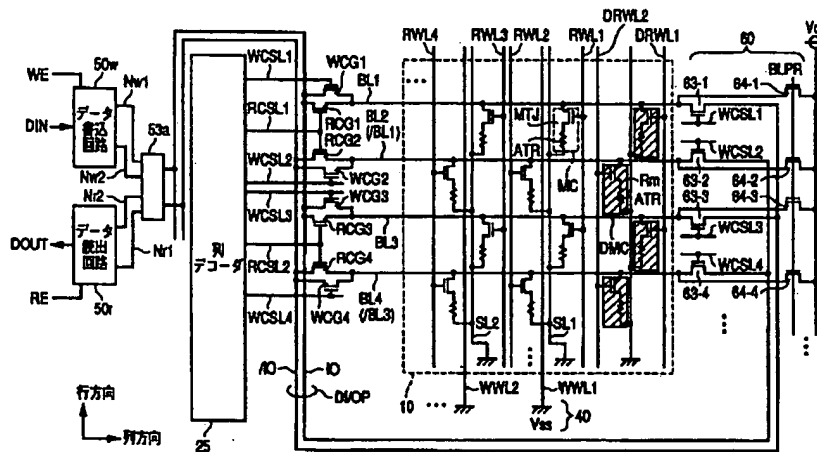 DRWL2
RWL4 RWL3 RWL2 RWL1 DRWL1
60
WE
50w
Nw1
WCSL1
WCG1
BL1
63-1
64-1
BLPR
DIN
データ書込回路
53a
RCSL1
RCG1
BL2
(/BL1)
MTJ
WCSL1
RCG2
ATR
WCSL2
Nw2
WCSL2
WCG2
MC
Rm
63-2
64-2
Nr2
WCSL3
WCG3
ATR
63-3
64-3
DOUT
データ読出回路
Nr1
列デコーダ
RCG3
BL3
DMC
WCSL3
RCSL2
RCG4
WCSL4
RE
50r
WCSL4
WCG4
BL4
(/BL3)
SL2
SL1
63-4
64-4
/IO
IO
DI/OP
10
WWL2
WWL1
40
Vss
行方向
列方向
25